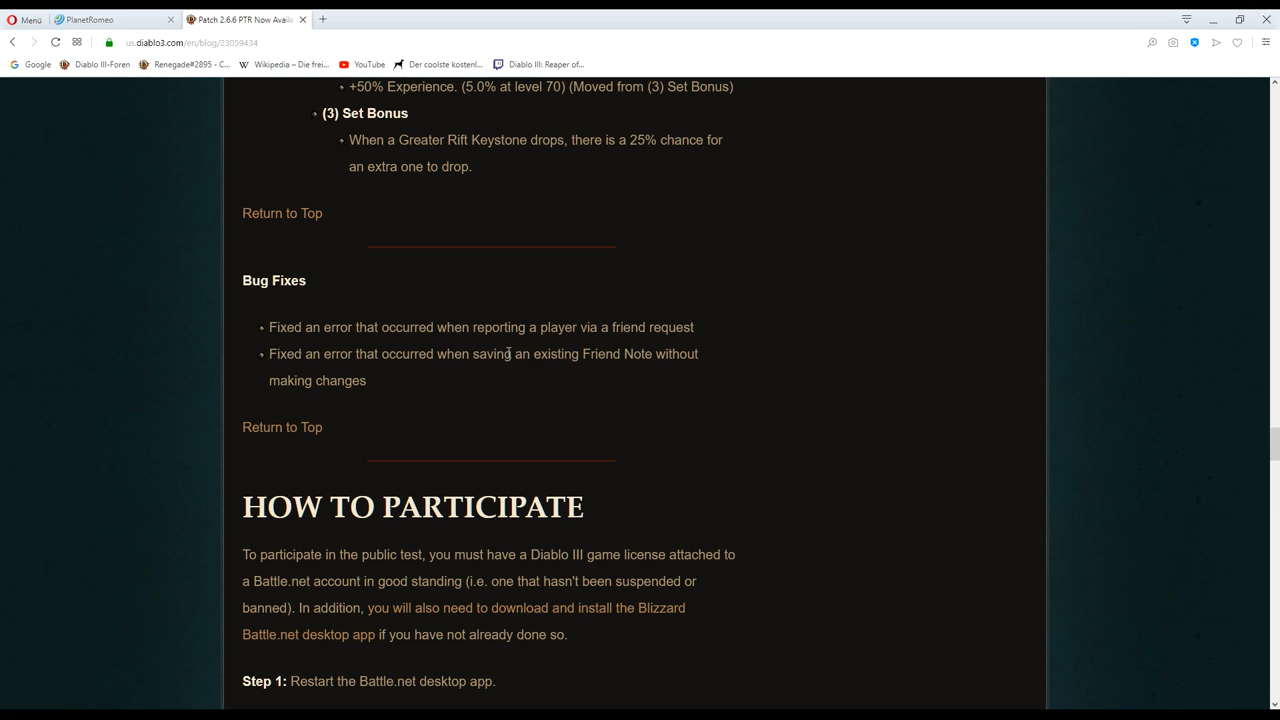 Menü
PlanetRomeo
Patch 2.6.6 PTR Now Availa
us.diablo3.com/en/blog/23059434
Google
Diablo III-Foren
Renegade#2895 - C...
Wikipedia – Die frei...
YouTube
Der coolste kostenl...
Diablo III: Reaper of...
+50% Experience. (5.0% at level 70) (Moved from (3) Set Bonus)
(3) Set Bonus
When a Greater Rift Keystone drops, there is a 25% chance for
an extra one to drop.
Return to Top
Bug Fixes
Fixed an error that occurred when reporting a player via a friend request
Fixed an error that occurred when saving an existing Friend Note without
making changes
Return to Top
HOW TO PARTICIPATE
To participate in the public test, you must have a Diablo III game license attached to
a Battle.net account in good standing (i.e. one that hasn't been suspended or
banned). In addition, you will also need to download and install the Blizzard
Battle.net desktop app if you have not already done so.
Step 1: Restart the Battle.net desktop app.